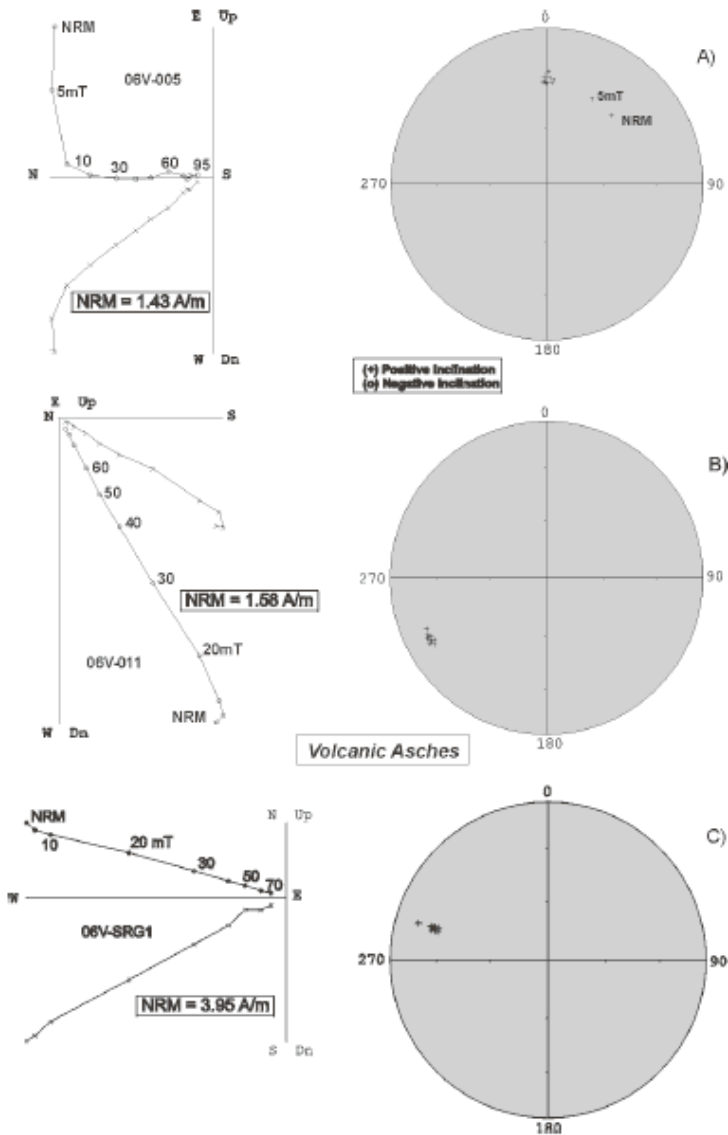 E Up
NRM
06V-005
5mT
10 30 60 95
N S
NRM = 1.43 A/m
W Dn
A)
0
5mT
NRM
270 90
180
(+) Positive Inclination
(o) Negative Inclination
E Up
N S
60
50
40
30
NRM = 1.58 A/m
20mT
06V-011
NRM
W Dn
B)
0
270 90
180
Volcanic Asches
NRM N Up
10 20 mT 30 50 70
W E
06V-SRG1
NRM = 3.95 A/m
S Dn
C)
0
270 90
180